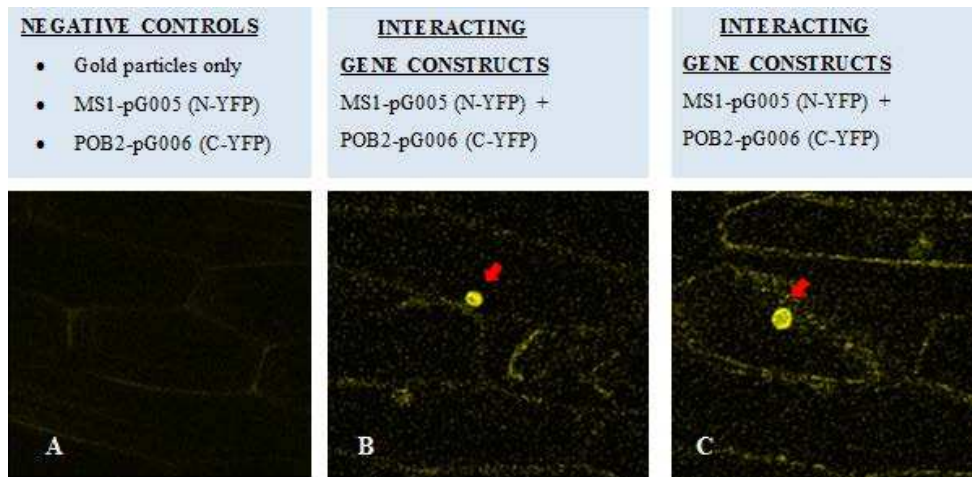 NEGATIVE CONTROLS
• Gold particles only
• MS1-pG005 (N-YFP)
• POB2-pG006 (C-YFP)
INTERACTING
GENE CONSTRUCTS
MS1-pG005 (N-YFP) +
POB2-pG006 (C-YFP)
INTERACTING
GENE CONSTRUCTS
MS1-pG005 (N-YFP) +
POB2-pG006 (C-YFP)
A
B
C